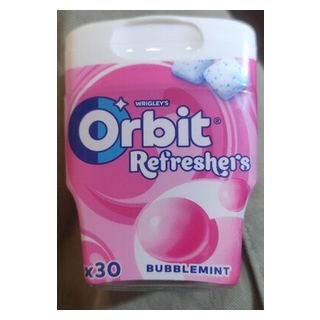 WRIGLEY'S
Orbit®
Refreshers
x30
BUBBLEMINT